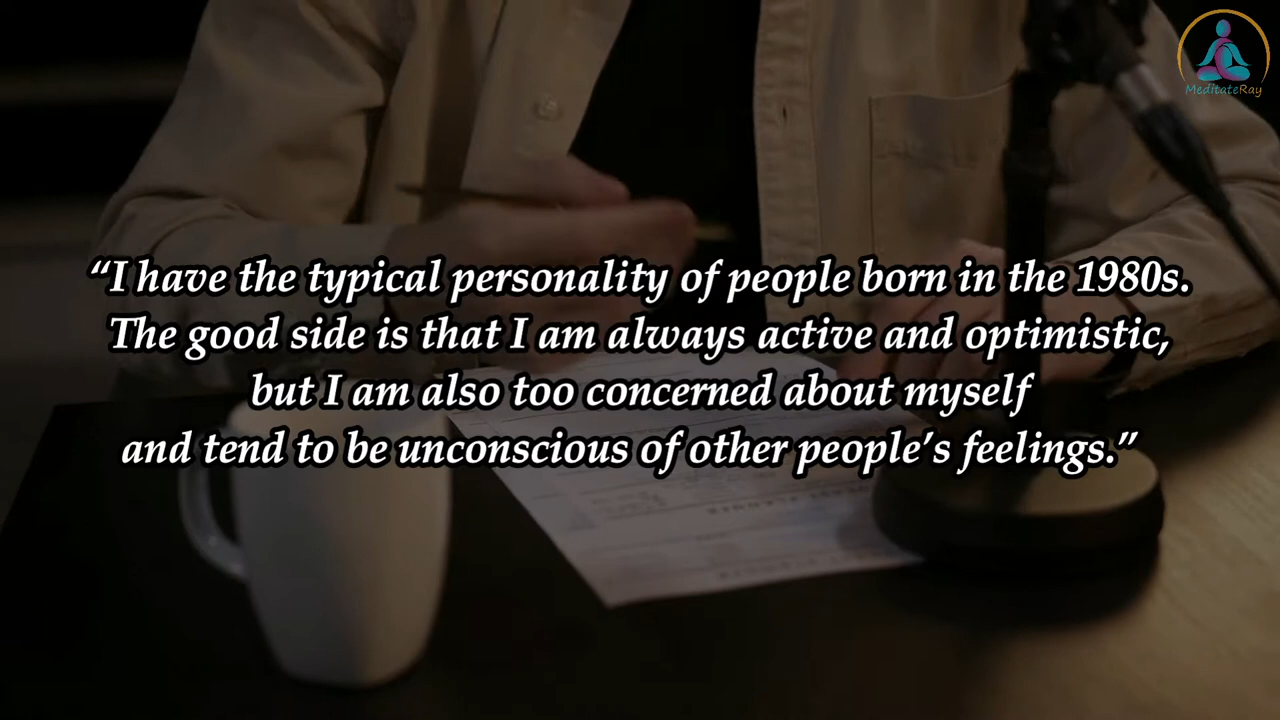 MeditateRay
“I have the typical personality of people born in the 1980s.
The good side is that I am always active and optimistic,
but I am also too concerned about myself
and tend to be unconscious of other people’s feelings.”